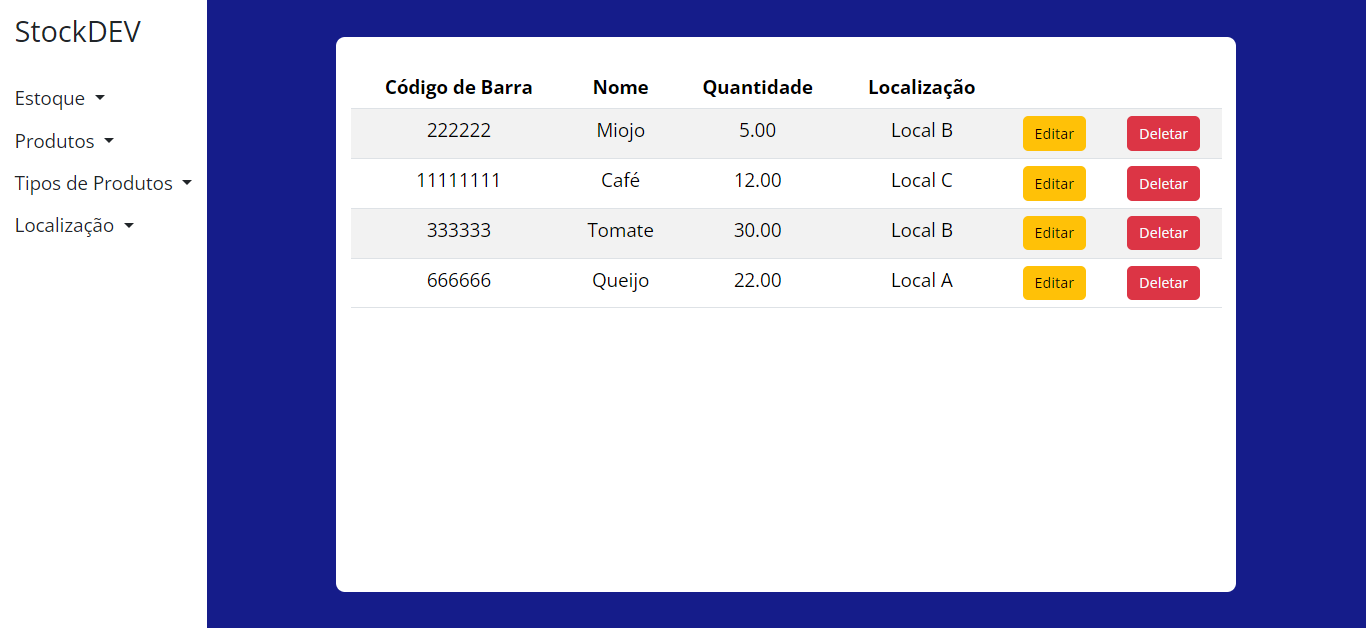 StockDEV
Estoque
Produtos
Tipos de Produtos
Localização
Código de Barra Nome Quantidade Localização
222222 Miojo 5.00 Local B Editar Deletar
11111111 Café 12.00 Local C Editar Deletar
333333 Tomate 30.00 Local B Editar Deletar
666666 Queijo 22.00 Local A Editar Deletar